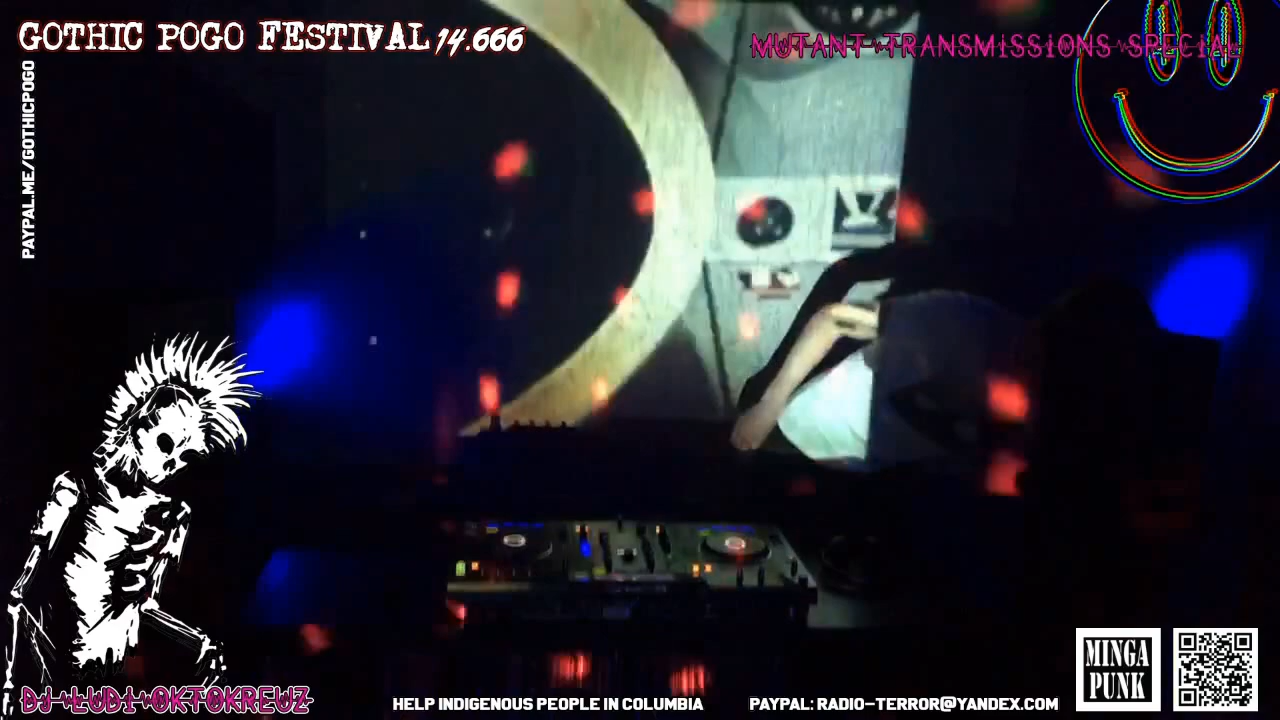 GOTHIC POGO FESTIVAL 14.666
MUTANT TRANSMISSIONS SPECIAL
PAYPAL.ME/GOTHICPOGO
MINGA
PUNK
DJ LUDI OKTOKREUZ
HELP INDIGENOUS PEOPLE IN COLUMBIA
PAYPAL: RADIO-TERROR@YANDEX.COM